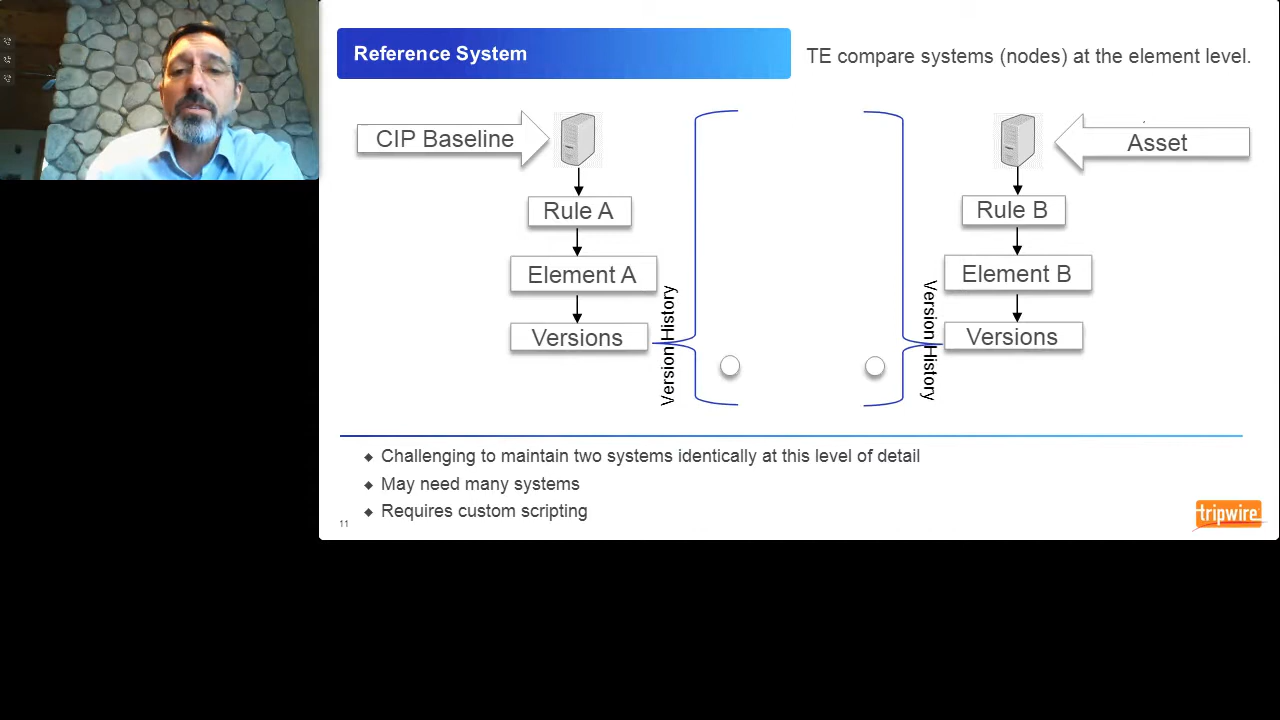 Reference System
TE compare systems (nodes) at the element level.
CIP Baseline
Asset
Rule A
Rule B
Element A
Element B
Versions
Versions
Version History
Version History
Challenging to maintain two systems identically at this level of detail
May need many systems
Requires custom scripting
11
tripwire